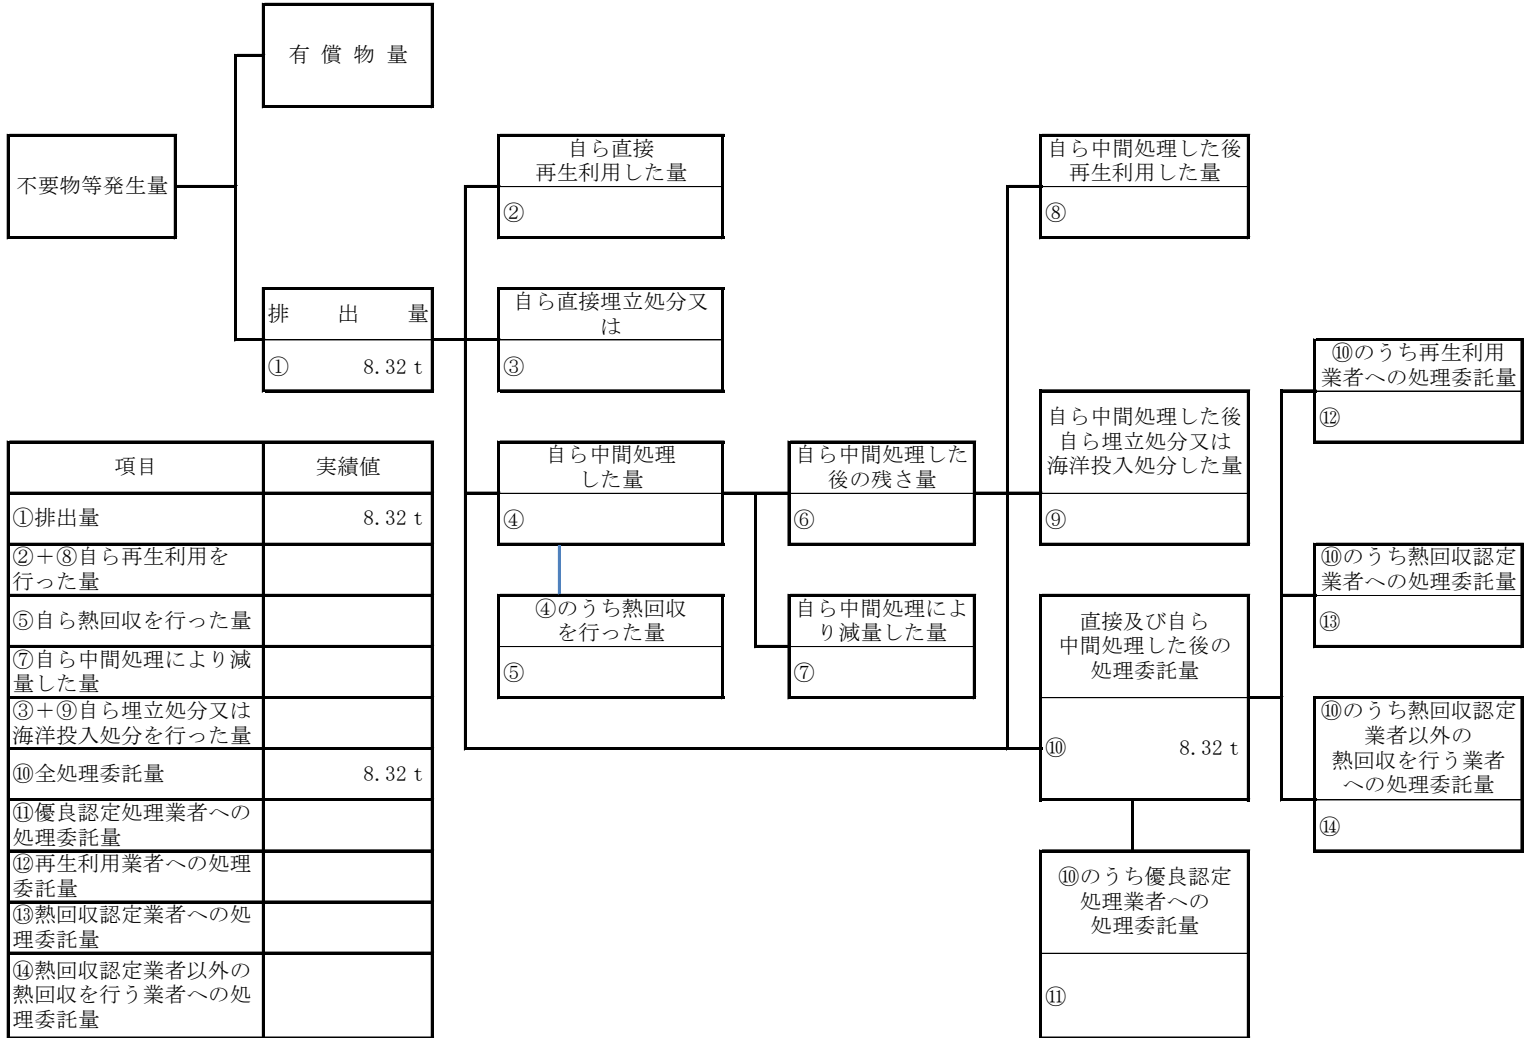 有 償 物 量
不要物等発生量
排 出 量
① 8.32 t
自ら直接
再生利用した量
②
自ら直接埋立処分又
は
③
自ら中間処理
した量
④
④のうち熱回収
を行った量
⑤
自ら中間処理した
後の残さ量
⑥
自ら中間処理によ
り減量した量
⑦
自ら中間処理した後
再生利用した量
⑧
自ら中間処理した後
自ら埋立処分又は
海洋投入処分した量
⑨
直接及び自ら
中間処理した後の
処理委託量
⑩ 8.32 t
⑩のうち優良認定
処理業者への
処理委託量
⑪
⑩のうち再生利用
業者への処理委託量
⑫
⑩のうち熱回収認定
業者への処理委託量
⑬
⑩のうち熱回収認定
業者以外の
熱回収を行う業者
への処理委託量
⑭
項目 実績値
①排出量 8.32 t
②＋⑧自ら再生利用を
行った量
⑤自ら熱回収を行った量
⑦自ら中間処理により減
量した量
③＋⑨自ら埋立処分又は
海洋投入処分を行った量
⑩全処理委託量 8.32 t
⑪優良認定処理業者への
処理委託量
⑫再生利用業者への処理
委託量
⑬熱回収認定業者への処
理委託量
⑭熱回収認定業者以外の
熱回収を行う業者への処
理委託量